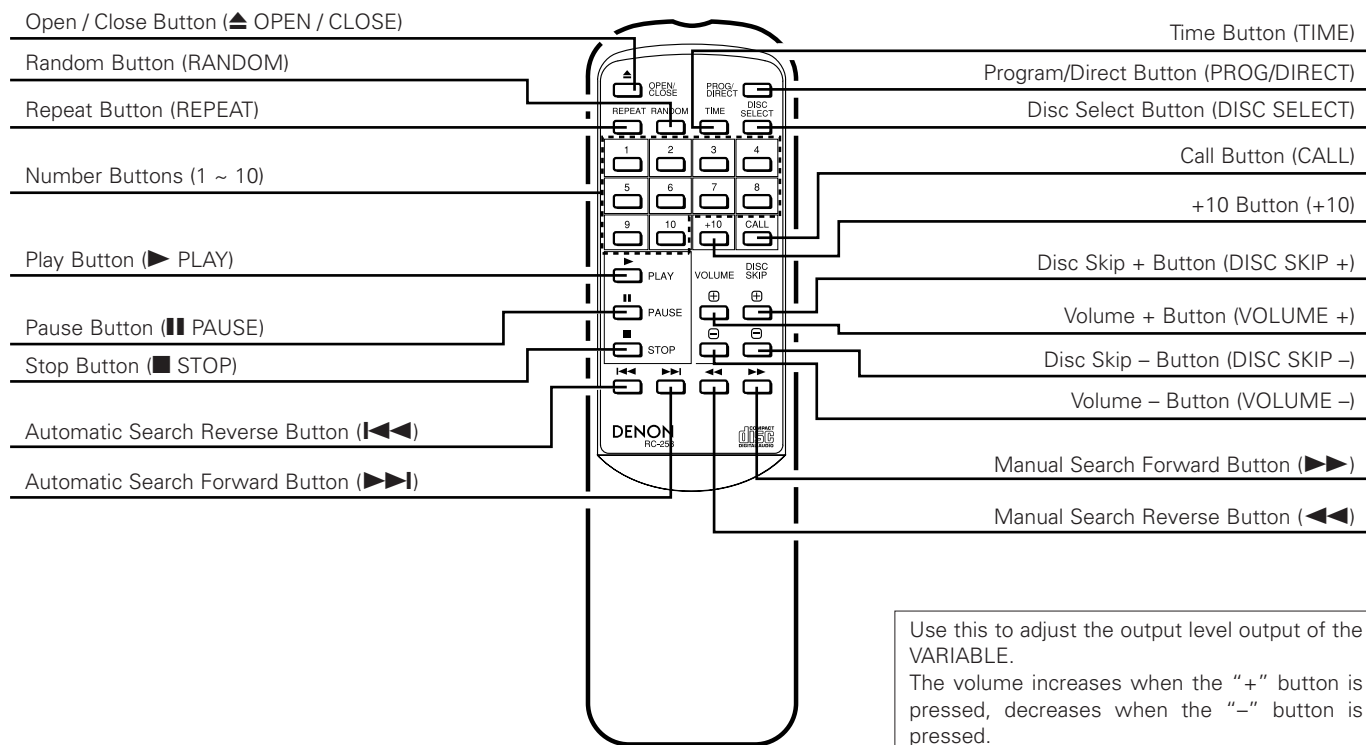 Open / Close Button (⏏ OPEN / CLOSE)
Random Button (RANDOM)
Repeat Button (REPEAT)
Number Buttons (1 ~ 10)
Play Button (▶ PLAY)
Pause Button (❚❚ PAUSE)
Stop Button (■ STOP)
Automatic Search Reverse Button (I◀◀)
Automatic Search Forward Button (▶▶I)
⏏ OPEN/
CLOSE
PROG/
DIRECT
REPEAT RANDOM TIME DISC
SELECT
1 2 3 4
5 6 7 8
9 10 +10 CALL
▶ PLAY VOLUME DISC
SKIP
❚❚ PAUSE ⊕ ⊕
■ STOP ⊖ ⊖
I◀◀ ▶▶I ◀◀ ▶▶
DENON
RC-253
COMPACT
disc
DIGITAL AUDIO
Time Button (TIME)
Program/Direct Button (PROG/DIRECT)
Disc Select Button (DISC SELECT)
Call Button (CALL)
+10 Button (+10)
Disc Skip + Button (DISC SKIP +)
Volume + Button (VOLUME +)
Disc Skip – Button (DISC SKIP –)
Volume – Button (VOLUME –)
Manual Search Forward Button (▶▶)
Manual Search Reverse Button (◀◀)
Use this to adjust the output level output of the
VARIABLE.
The volume increases when the “+” button is
pressed, decreases when the “–” button is
pressed.